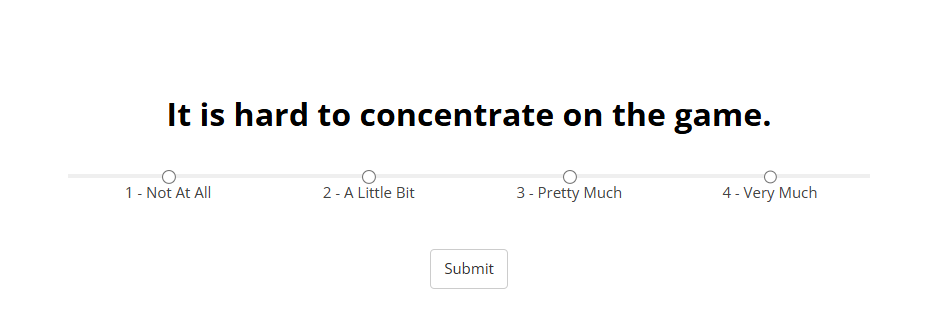 It is hard to concentrate on the game.
1 - Not At All
2 - A Little Bit
3 - Pretty Much
4 - Very Much
Submit